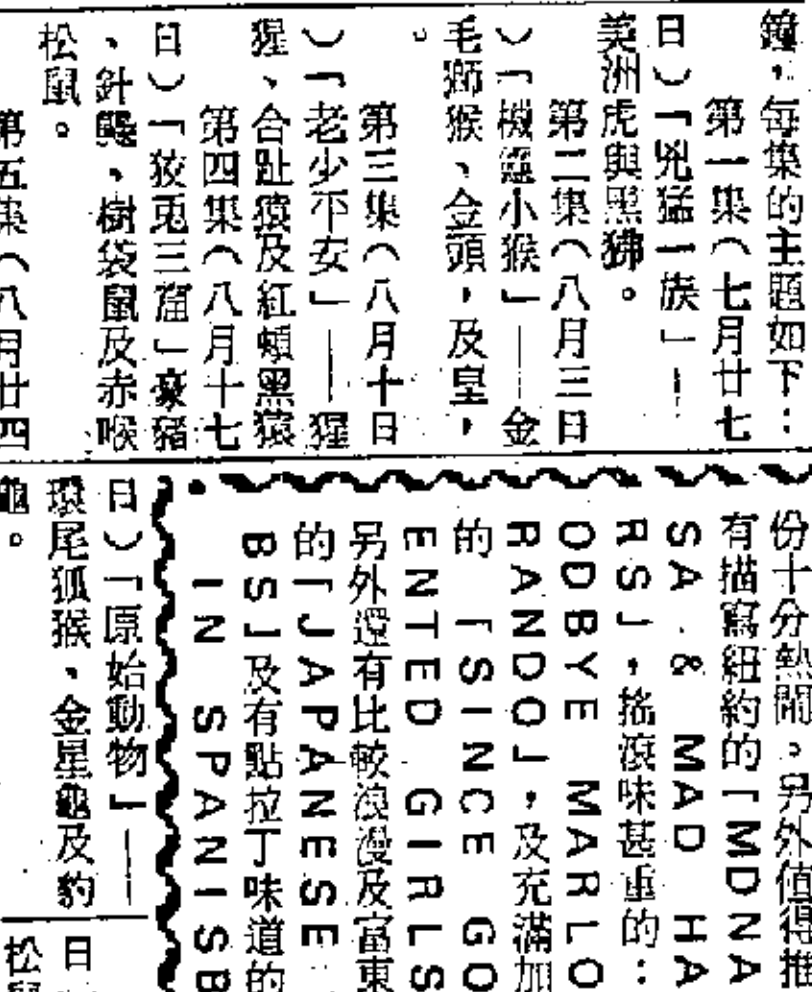 鐘，每集的主題如下：
第一集（七月廿七
日）「兇猛一族」——
美洲虎與黑狒。
第二集（八月三日
）「機靈小猴」——金
毛獅猴、金頭，及皇，
。
第三集（八月十日
）「老少平安」——猩
猩、合趾猿及紅頰黑猿
第四集（八月十七
日）「狡兎三窟」豪豬
、針鼹、樹袋鼠及赤喉
松鼠。
第五集（八月廿四
日）「原始動物」——
環尾狐猴、金星龜及豹
龜。
份十分熱鬧。另外值得推
有描寫紐約的「MDNA
SA. & MAD HA
RS」，搖滾味甚重的：
ODBYE MARLO
RANDO」，及充滿加
的「SINCE GO
ENTED GIRLS
另外還有比較浪漫及富東
的「JAPANESE
BS」及有點拉丁味道的
IN SPANISB
日
松鼠